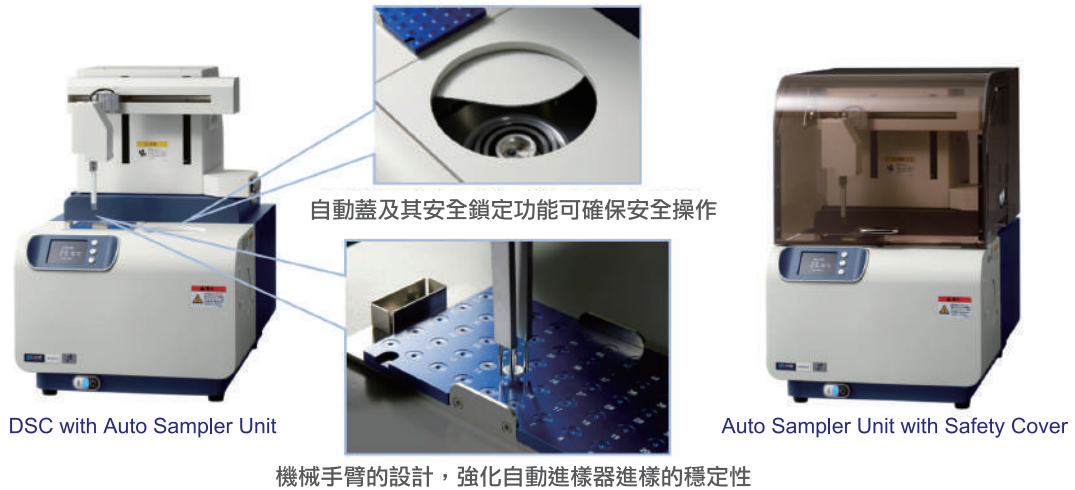 自動蓋及其安全鎖定功能可確保安全操作
DSC with Auto Sampler Unit
Auto Sampler Unit with Safety Cover
機械手臂的設計，強化自動進樣器進樣的穩定性